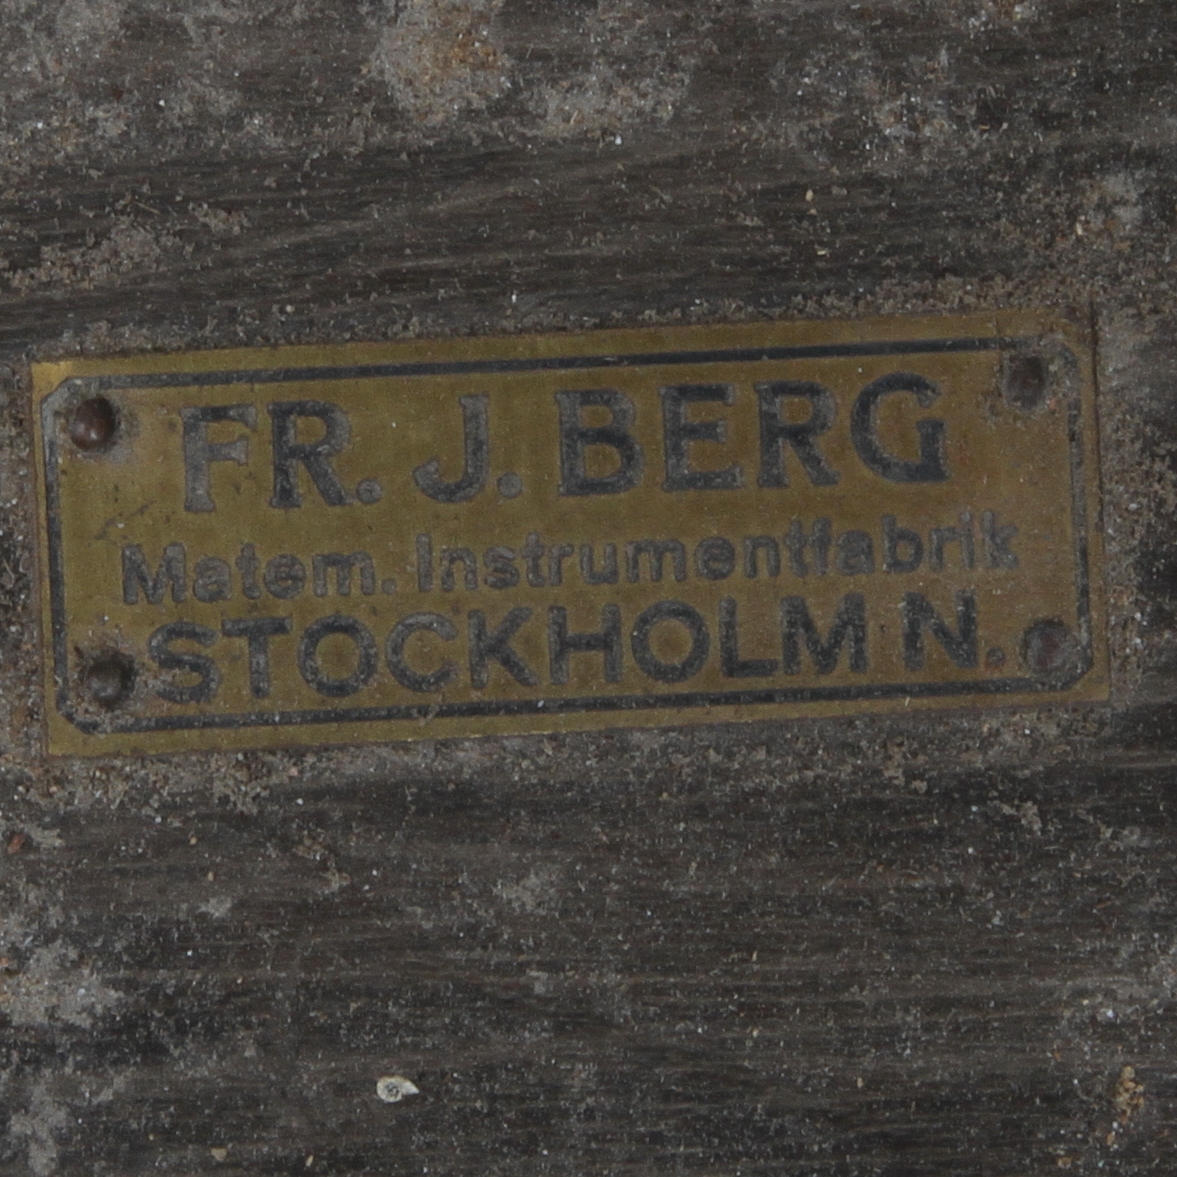 FR. J. BERG
Matem. Instrumentfabrik
STOCKHOLM N.